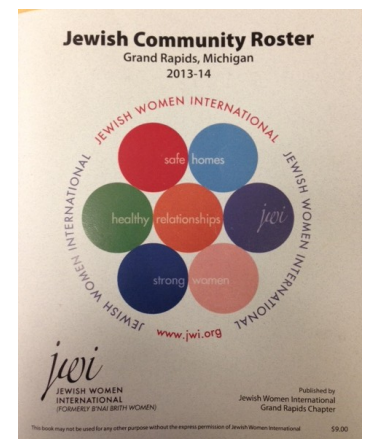 Jewish Community Roster
Grand Rapids, Michigan
2013-14
JEWISH WOMEN INTERNATIONAL
JEWISH WOMEN INTERNATIONAL
JEWISH WOMEN INTERNATIONAL
safe homes
healthy relationships
jwi
strong women
www.jwi.org
jwi
JEWISH WOMEN
INTERNATIONAL
(FORMERLY B'NAI BRITH WOMEN)
Published by
Jewish Women International
Grand Rapids Chapter
This book may not be used for any other purpose without the express permission of Jewish Women International
$9.00